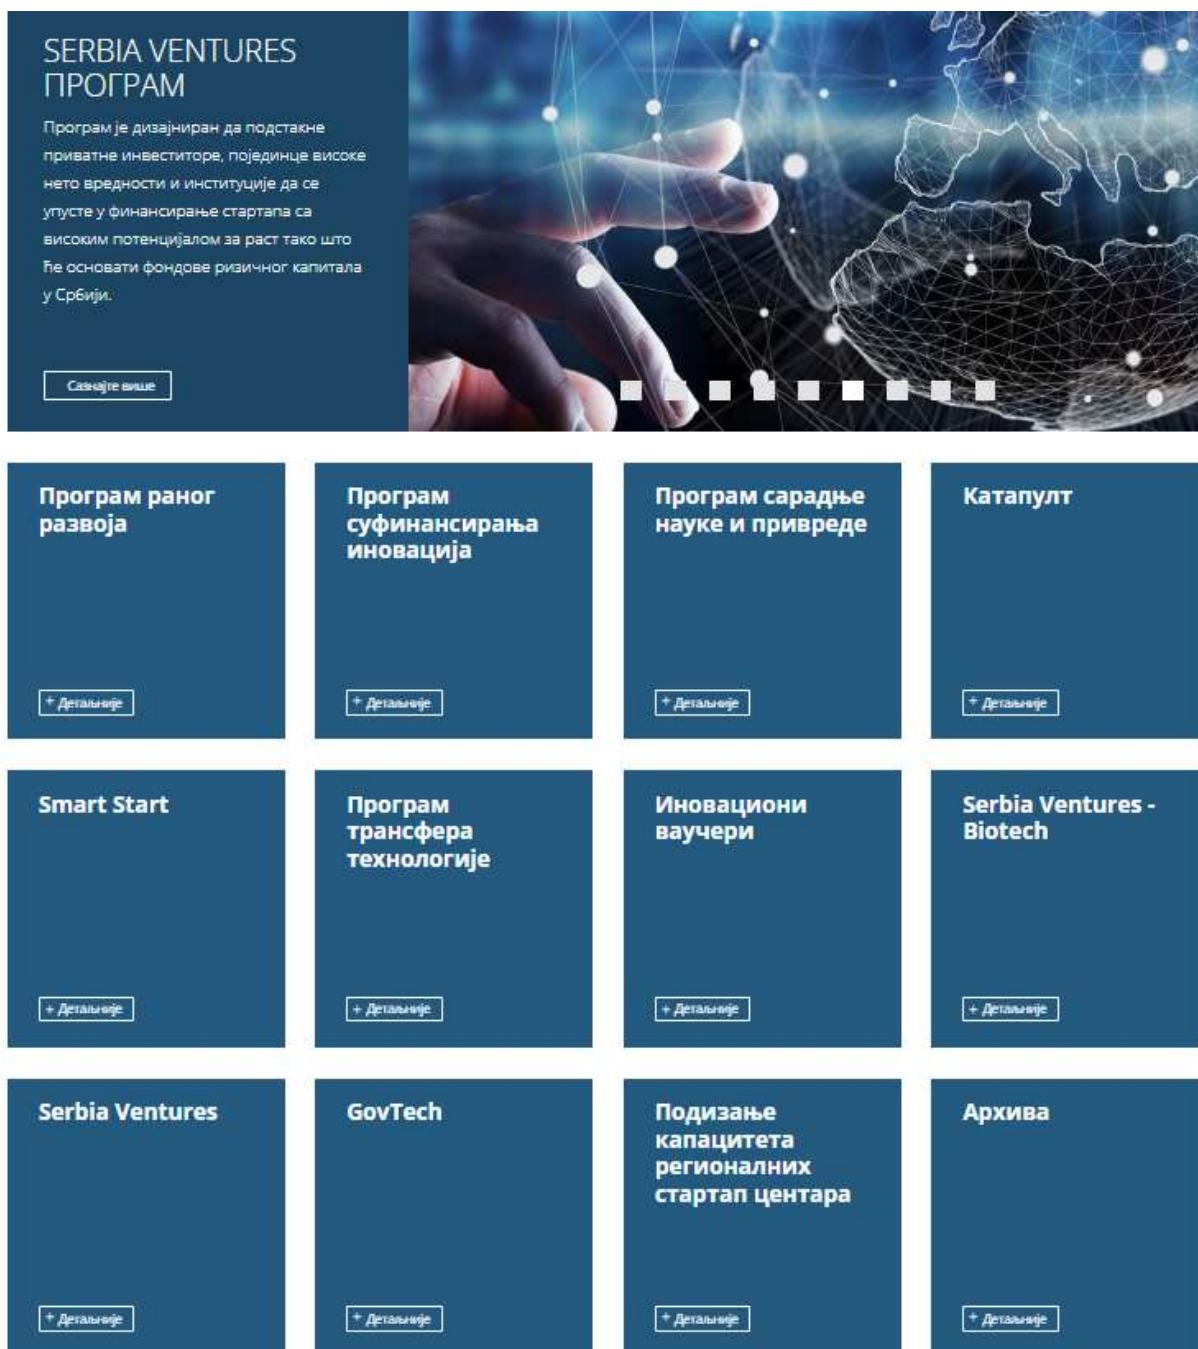 SERBIA VENTURES
ПРОГРАМ
Програм је дизајниран да подстакне
приватне инвеститоре, појединце високе
нето вредности и институције да се
упусте у финансирање стартапа са
високим потенцијалом за раст тако што
ће основати фондове ризичног капитала
у Србији.
Сазнајте више
Програм раног
развоја
+ Детаљније
Програм
суфинансирања
иновација
+ Детаљније
Програм сарадње
науке и привреде
+ Детаљније
Катапулт
+ Детаљније
Smart Start
+ Детаљније
Програм
трансфера
технологије
+ Детаљније
Иновациони
ваучери
+ Детаљније
Serbia Ventures -
Biotech
+ Детаљније
Serbia Ventures
+ Детаљније
GovTech
+ Детаљније
Подизање
капацитета
регионалних
стартап центара
+ Детаљније
Архива
+ Детаљније